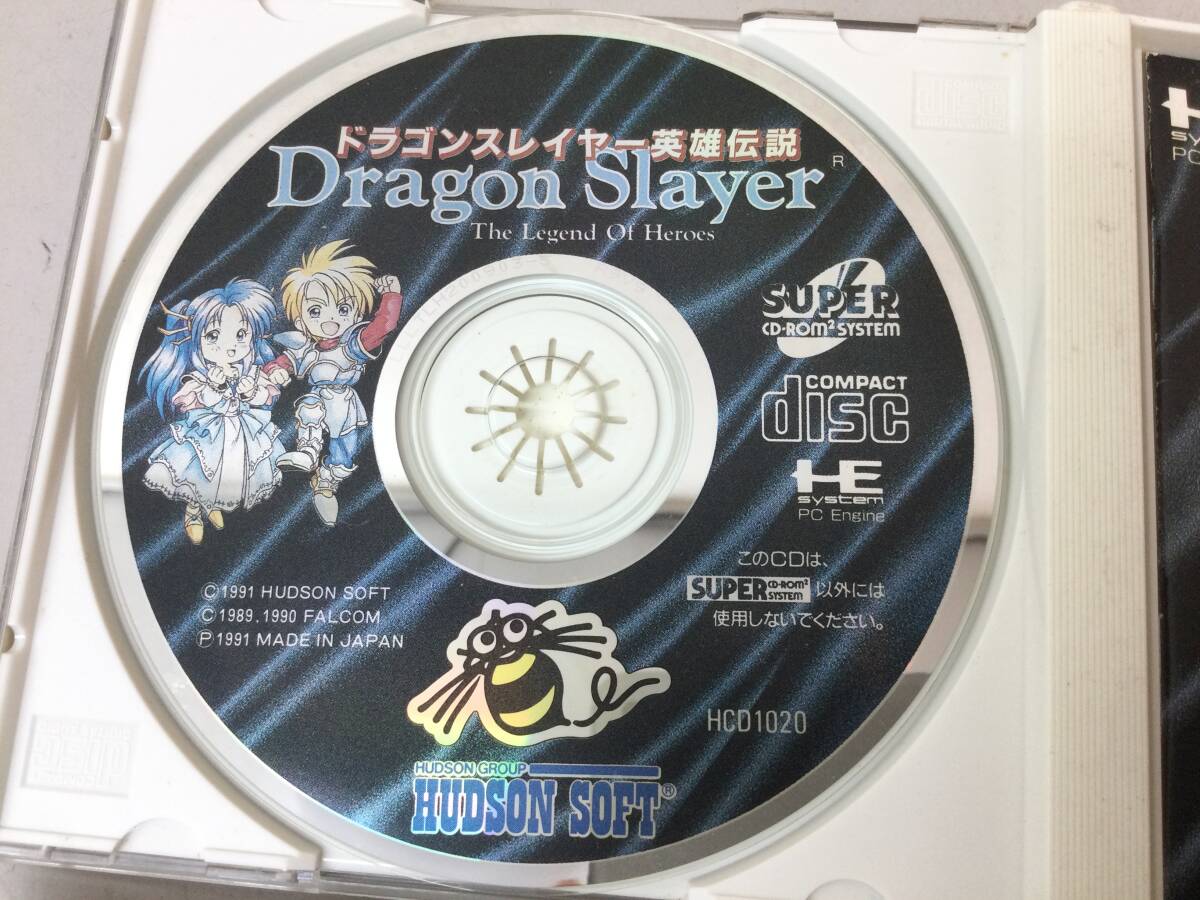 ドラゴンスレイヤー英雄伝説
Dragon Slayer R
The Legend Of Heroes
SUPER
CD-ROM² SYSTEM
COMPACT
disc
HE
system
PC Engine
このCDは、
SUPER CD-ROM² SYSTEM 以外には
使用しないでください。
©1991 HUDSON SOFT
©1989,1990 FALCOM
℗1991 MADE IN JAPAN
HCD1020
HUDSON GROUP
HUDSON SOFT®